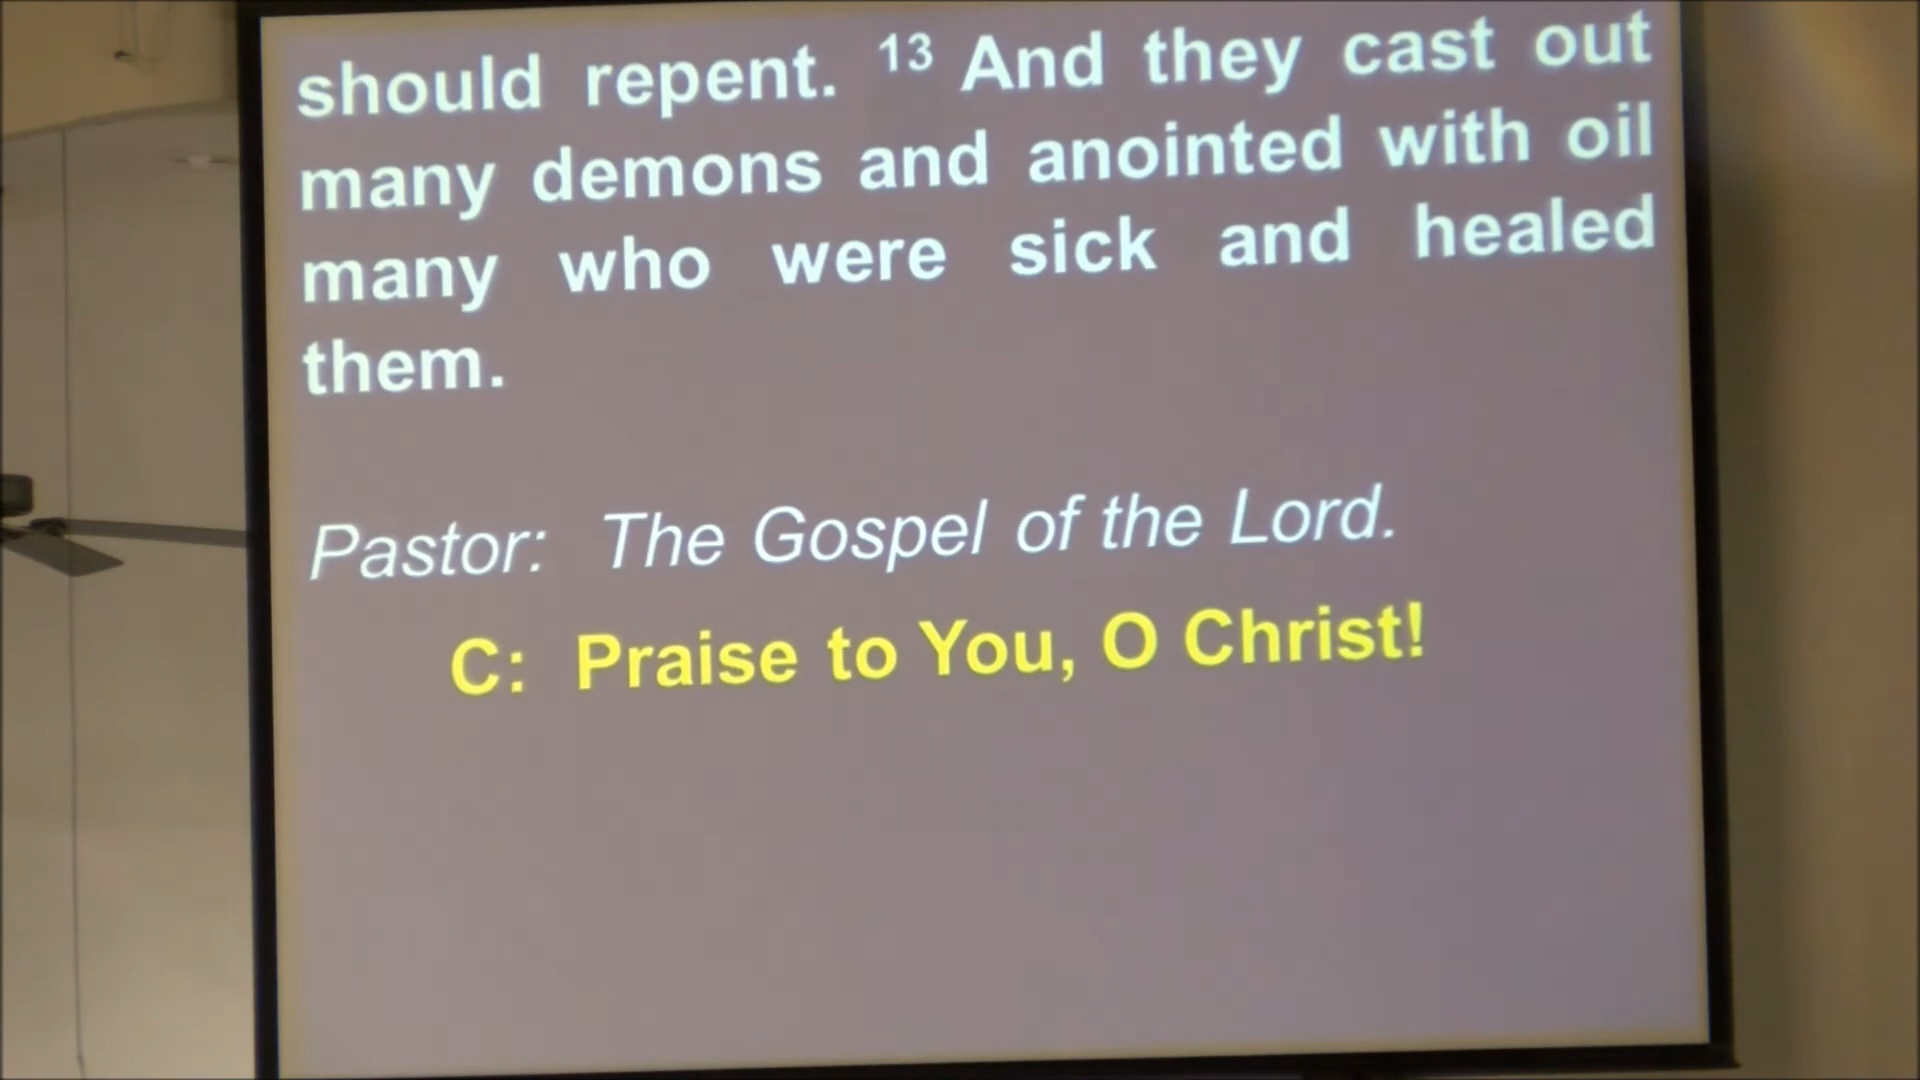 should repent. 13 And they cast out
many demons and anointed with oil
many who were sick and healed
them.
Pastor: The Gospel of the Lord.
C: Praise to You, O Christ!